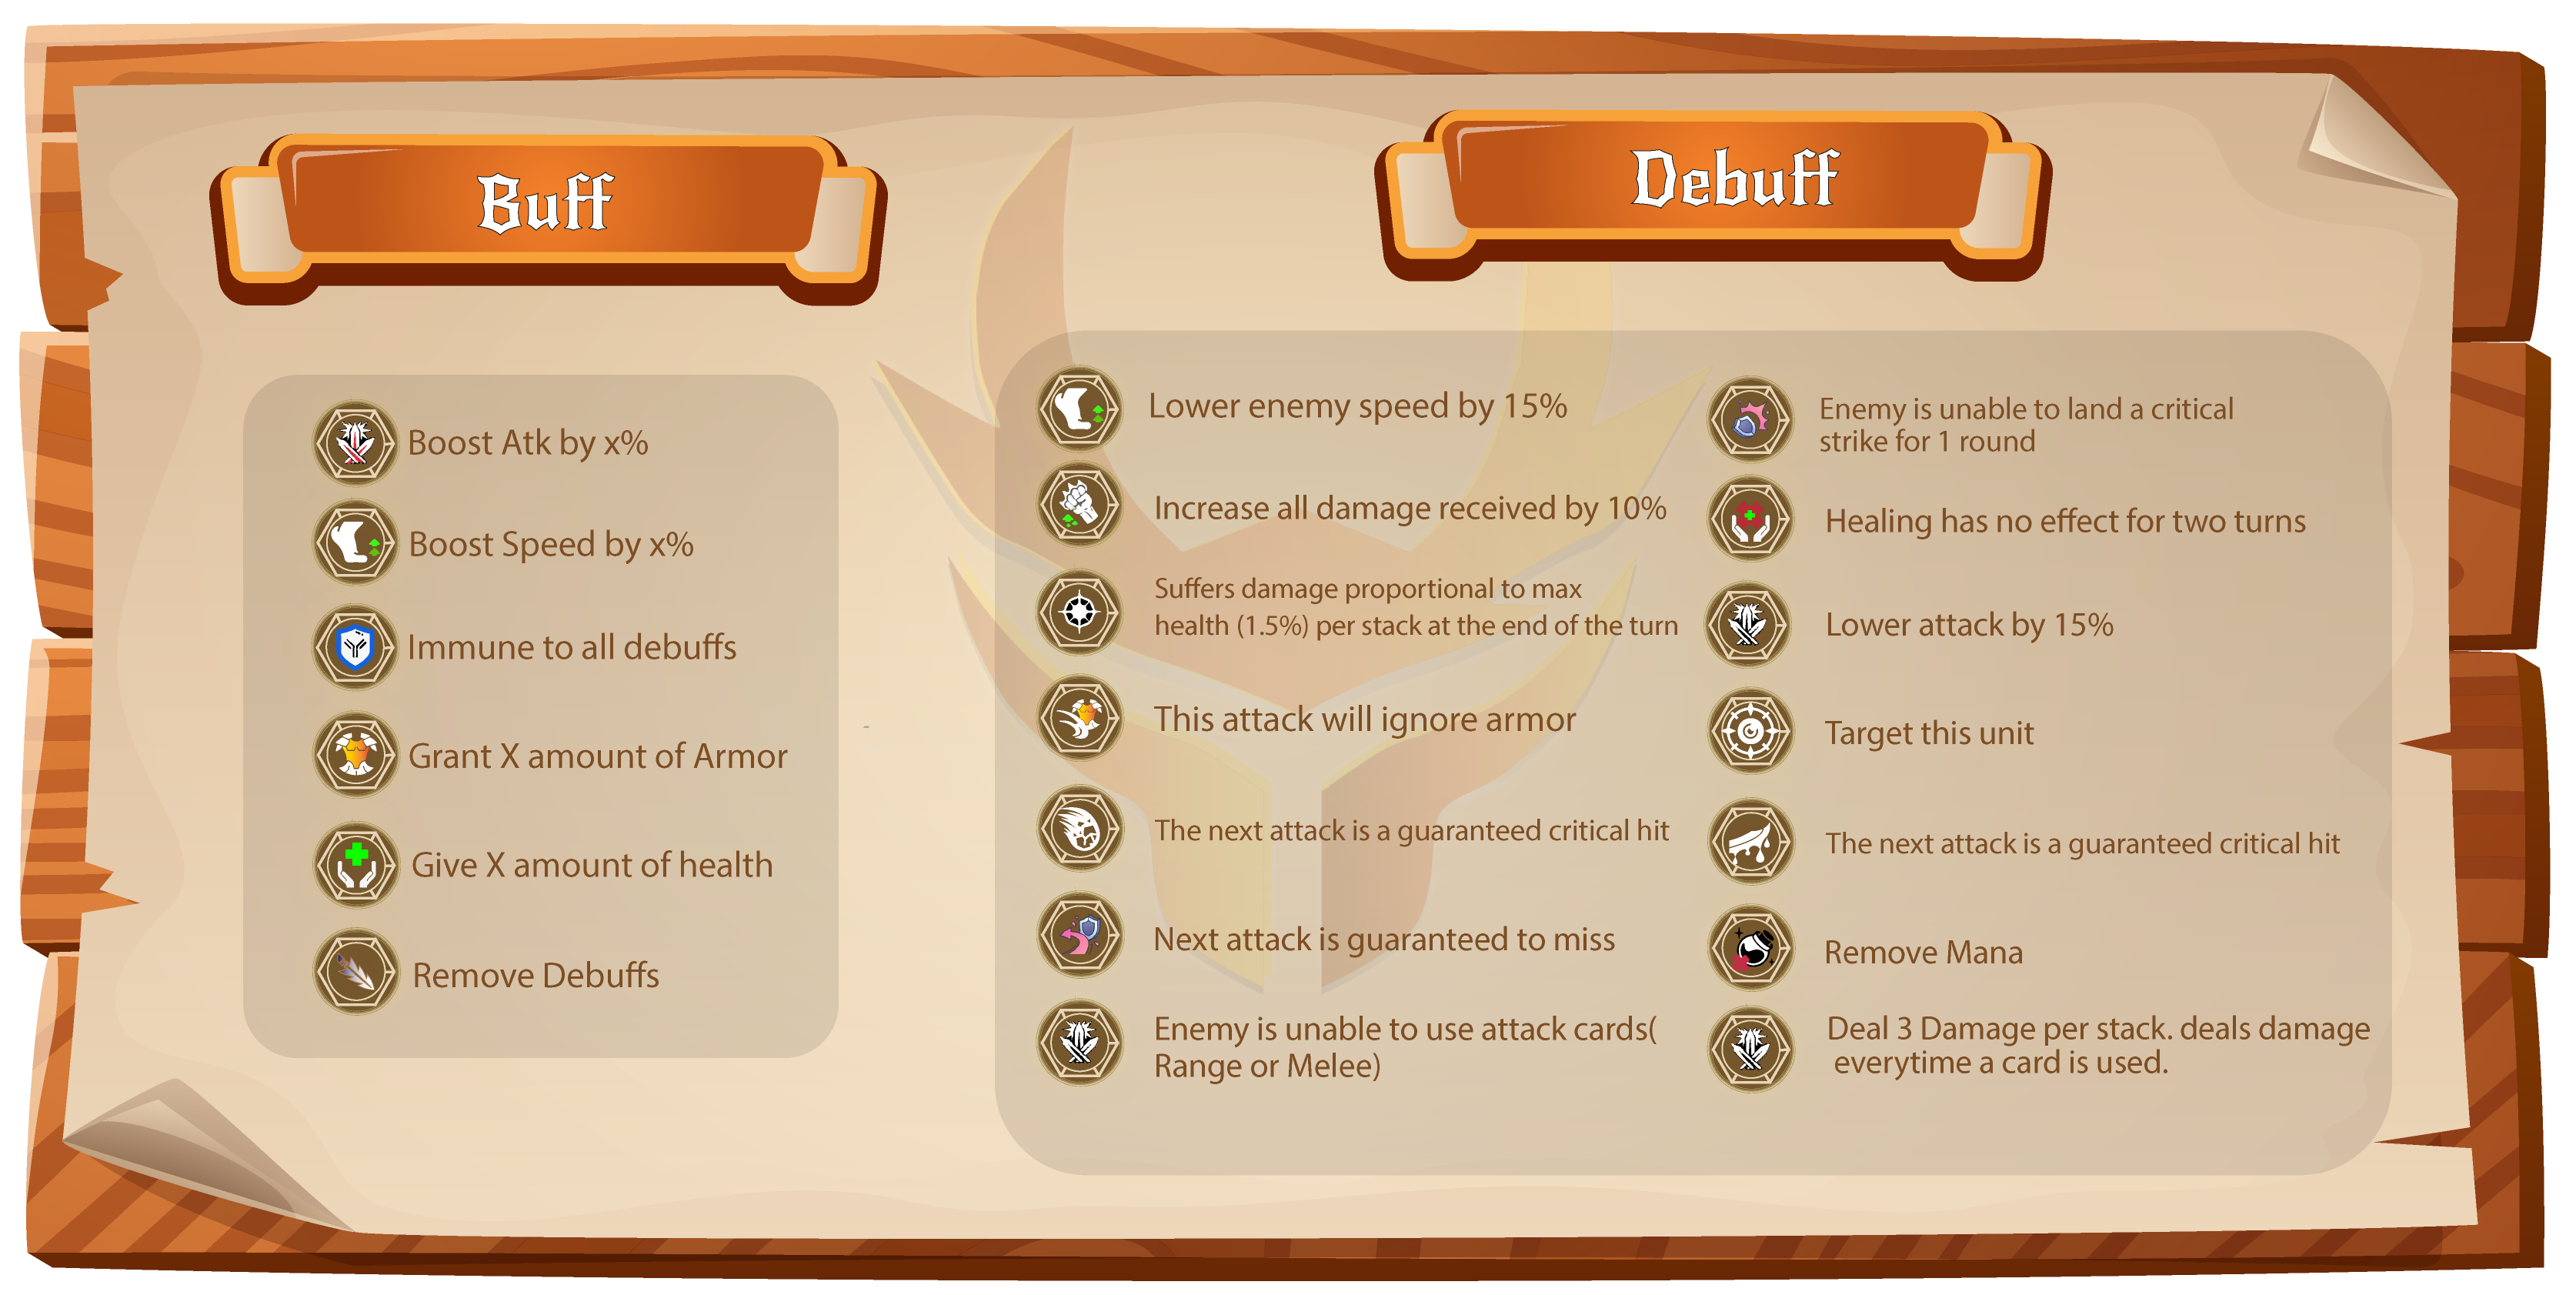 Buff
Boost Atk by x%
Boost Speed by x%
Immune to all debuffs
Grant X amount of Armor
Give X amount of health
Remove Debuffs
Debuff
Lower enemy speed by 15%
Increase all damage received by 10%
Suffers damage proportional to max
health (1.5%) per stack at the end of the turn
This attack will ignore armor
The next attack is a guaranteed critical hit
Next attack is guaranteed to miss
Enemy is unable to use attack cards(
Range or Melee)
Enemy is unable to land a critical
strike for 1 round
Healing has no effect for two turns
Lower attack by 15%
Target this unit
The next attack is a guaranteed critical hit
Remove Mana
Deal 3 Damage per stack. deals damage
everytime a card is used.